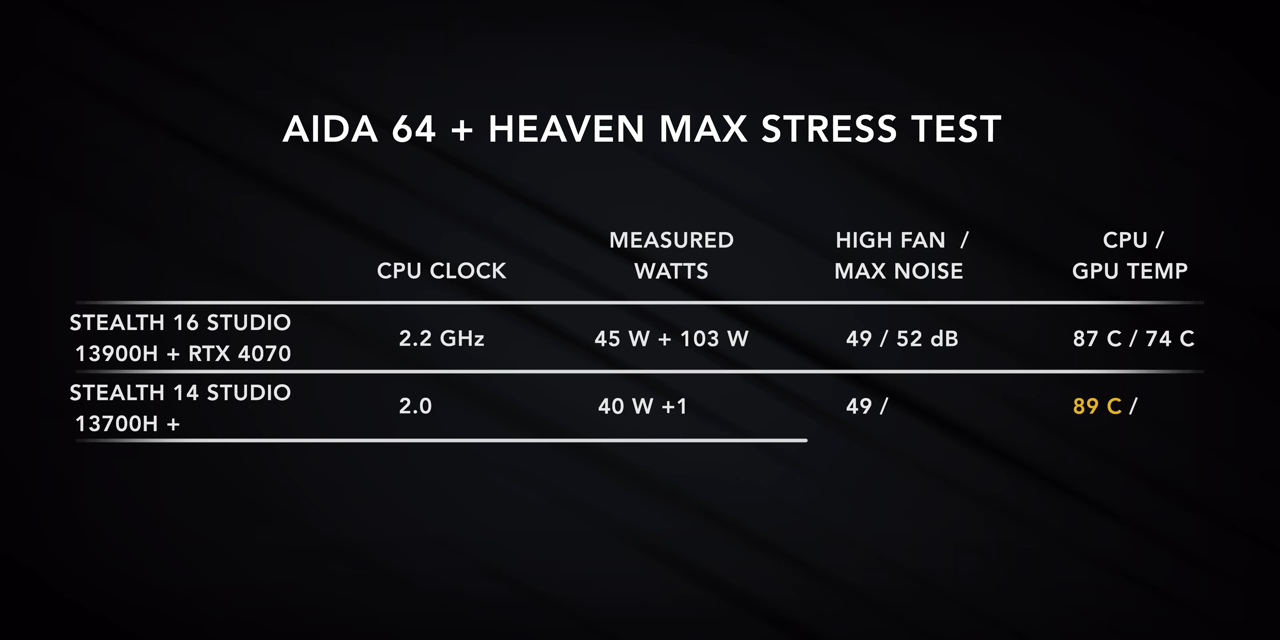 AIDA 64 + HEAVEN MAX STRESS TEST
CPU CLOCK
MEASURED
WATTS
HIGH FAN /
MAX NOISE
CPU /
GPU TEMP
STEALTH 16 STUDIO
13900H + RTX 4070
2.2 GHz
45 W + 103 W
49 / 52 dB
87 C / 74 C
STEALTH 14 STUDIO
13700H +
2.0
40 W +1
49 /
89 C /